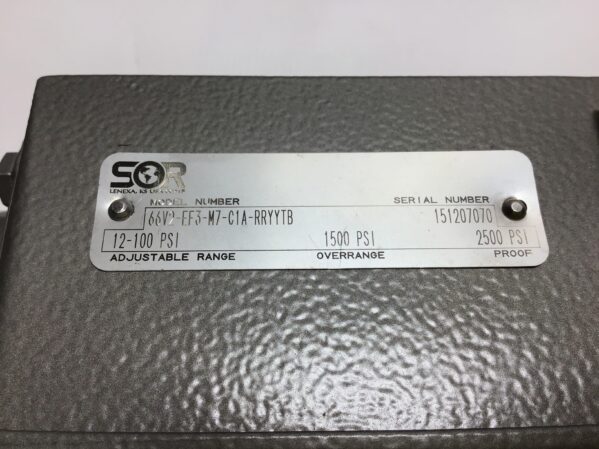 SOR
LENEXA, KS
MODEL NUMBER SERIAL NUMBER
66V2-EF3-M7-C1A-RRYYTB 151207070
12-100 PSI 1500 PSI 2500 PSI
ADJUSTABLE RANGE OVERRANGE PROOF